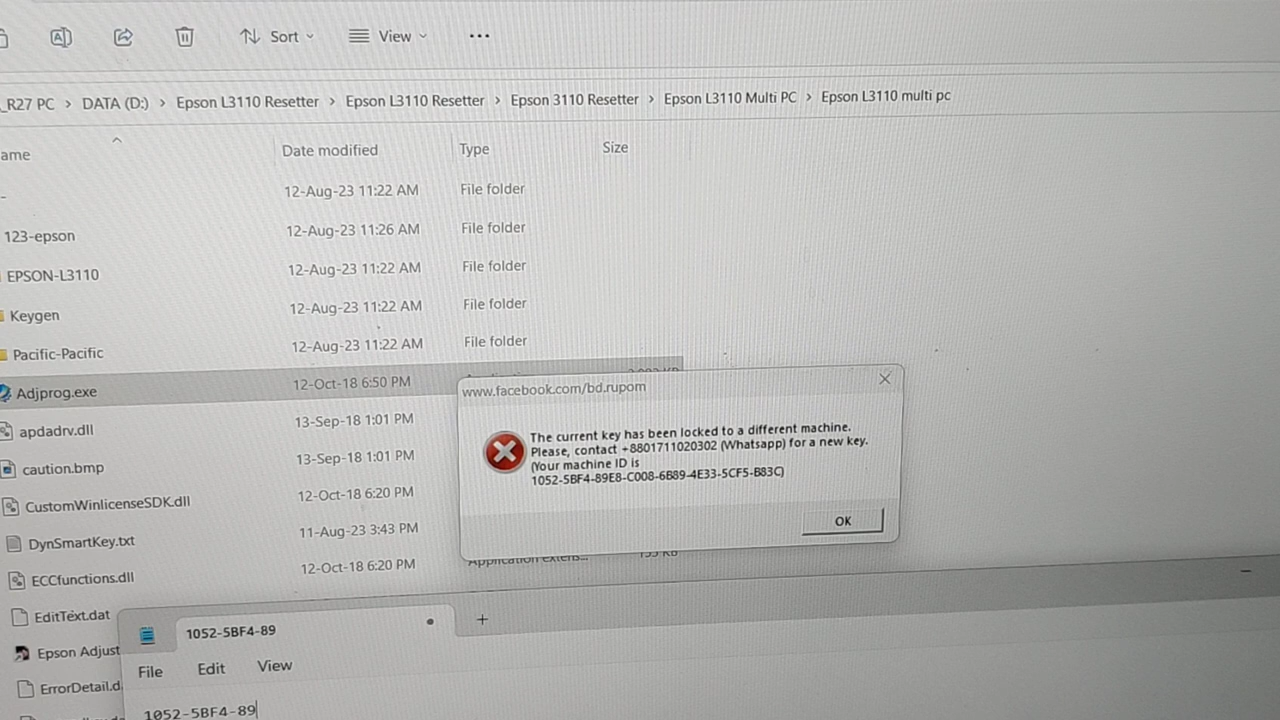 Sort
View
_R27 PC > DATA (D:) > Epson L3110 Resetter > Epson L3110 Resetter > Epson 3110 Resetter > Epson L3110 Multi PC > Epson L3110 multi pc
ame Date modified Type Size
12-Aug-23 11:22 AM File folder
123-epson 12-Aug-23 11:26 AM File folder
EPSON-L3110 12-Aug-23 11:22 AM File folder
Keygen 12-Aug-23 11:22 AM File folder
Pacific-Pacific 12-Aug-23 11:22 AM File folder
Adjprog.exe 12-Oct-18 6:50 PM
apdadrv.dll 13-Sep-18 1:01 PM
caution.bmp 13-Sep-18 1:01 PM
CustomWinlicenseSDK.dll 12-Oct-18 6:20 PM
DynSmartKey.txt 11-Aug-23 3:43 PM
ECCfunctions.dll 12-Oct-18 6:20 PM Application extens...
EditText.dat
Epson Adjust
ErrorDetail.d
www.facebook.com/bd.rupom
The current key has been locked to a different machine.
Please, contact +8801711020302 (Whatsapp) for a new key.
(Your machine ID is
1052-5BF4-89E8-C008-6B89-4E33-5CF5-B83C)
OK
1052-5BF4-89
File Edit View
1052-5BF4-89